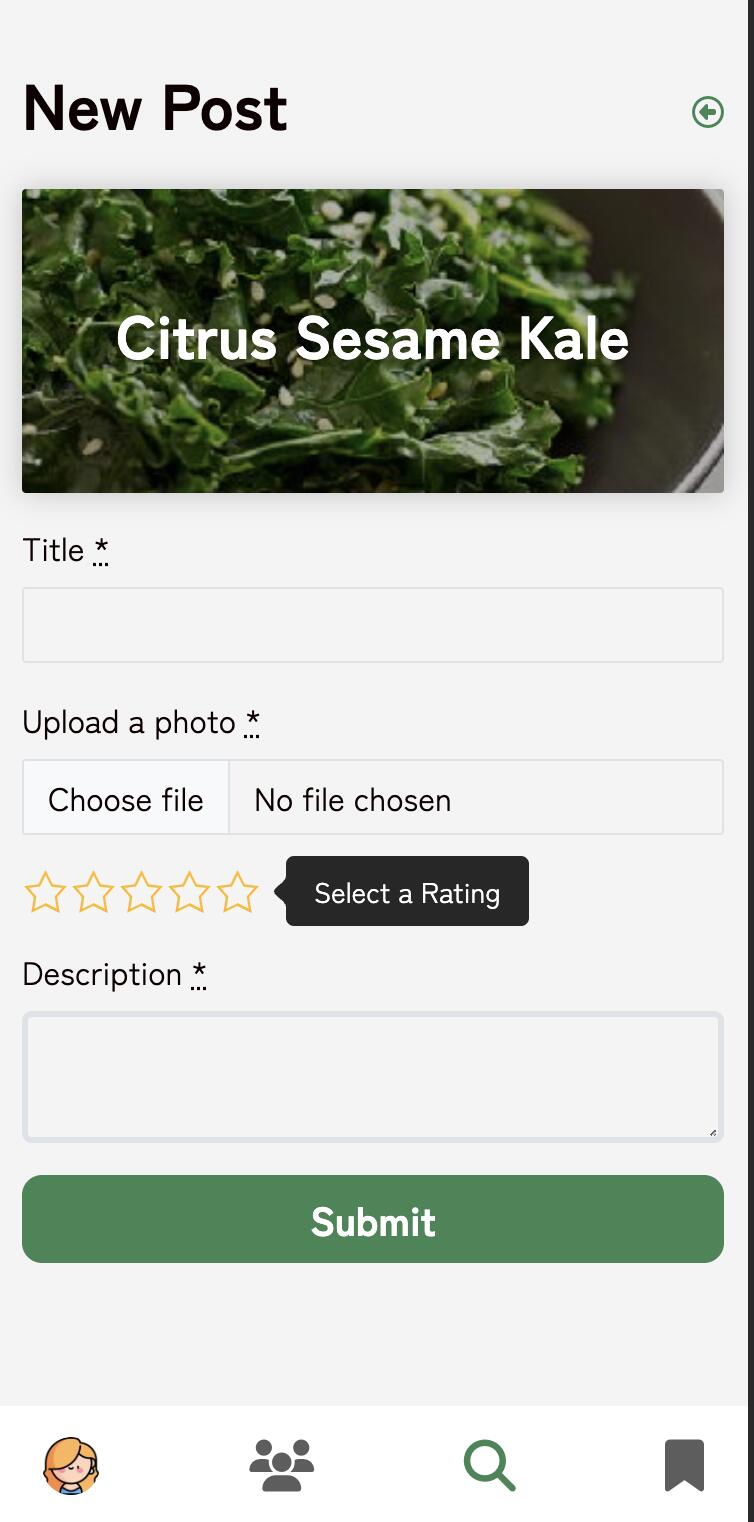 New Post
Citrus Sesame Kale
Title *
Upload a photo *
Choose file No file chosen
Select a Rating
Description *
Submit